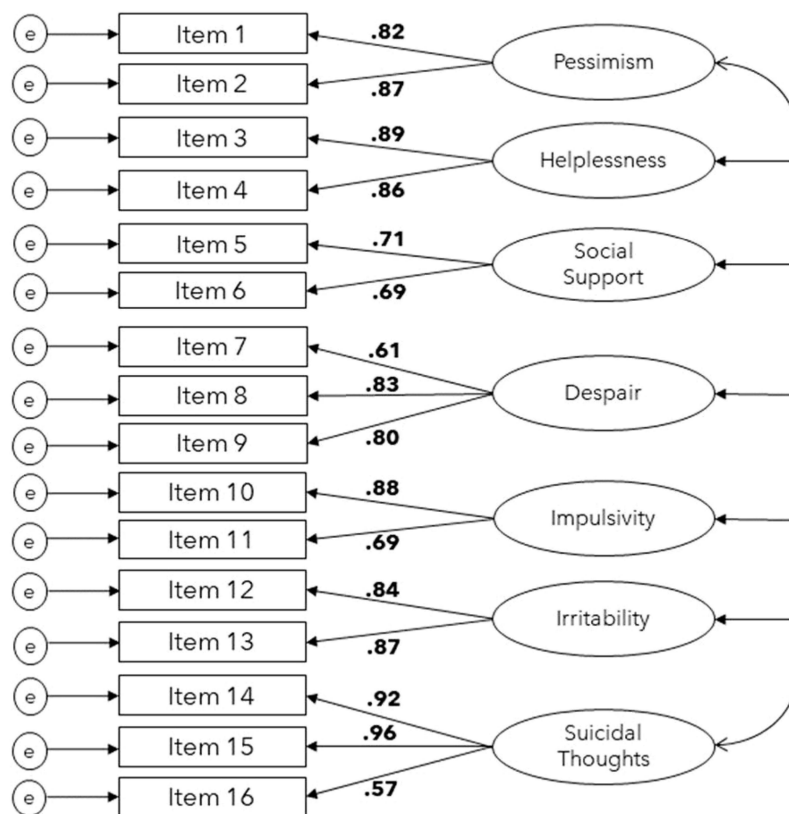 e Item 1 .82 Pessimism
e Item 2 .87
e Item 3 .89 Helplessness
e Item 4 .86
e Item 5 .71 Social
Support
e Item 6 .69
e Item 7 .61
e Item 8 .83 Despair
e Item 9 .80
e Item 10 .88 Impulsivity
e Item 11 .69
e Item 12 .84 Irritability
e Item 13 .87
e Item 14 .92
e Item 15 .96 Suicidal
Thoughts
e Item 16 .57